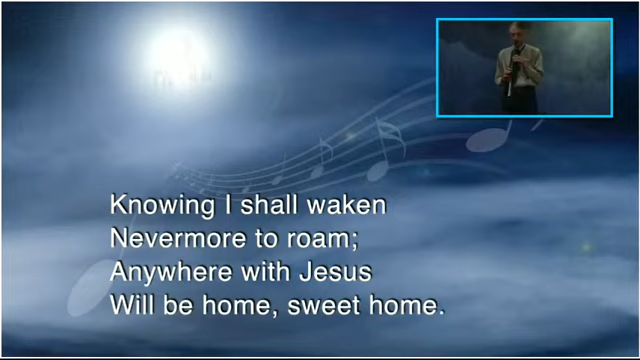 Knowing I shall waken
Nevermore to roam;
Anywhere with Jesus
Will be home, sweet home.